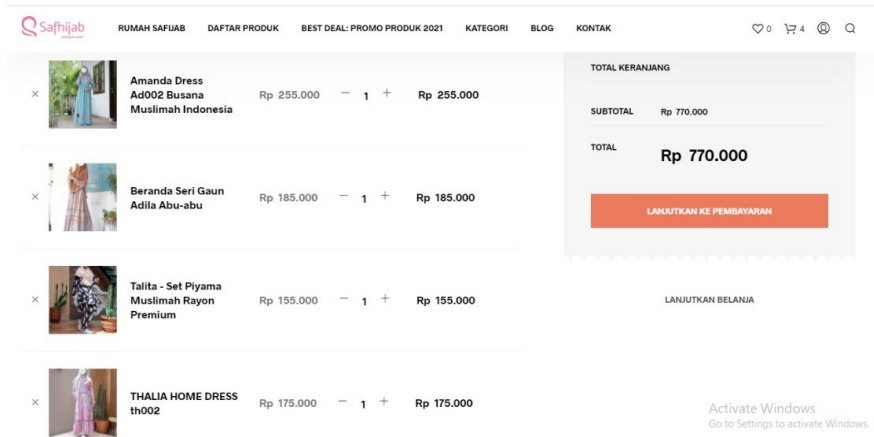 Safhijab
RUMAH SAFIJAB
DAFTAR PRODUK
BEST DEAL: PROMO PRODUK 2021
KATEGORI
BLOG
KONTAK
0
4
× Amanda Dress
Ad002 Busana
Muslimah Indonesia
Rp 255.000
− 1 +
Rp 255.000
× Beranda Seri Gaun
Adila Abu-abu
Rp 185.000
− 1 +
Rp 185.000
× Talita - Set Piyama
Muslimah Rayon
Premium
Rp 155.000
− 1 +
Rp 155.000
× THALIA HOME DRESS
th002
Rp 175.000
− 1 +
Rp 175.000
TOTAL KERANJANG
SUBTOTAL Rp 770.000
TOTAL Rp 770.000
LANJUTKAN KE PEMBAYARAN
LANJUTKAN BELANJA
Activate Windows
Go to Settings to activate Windows.